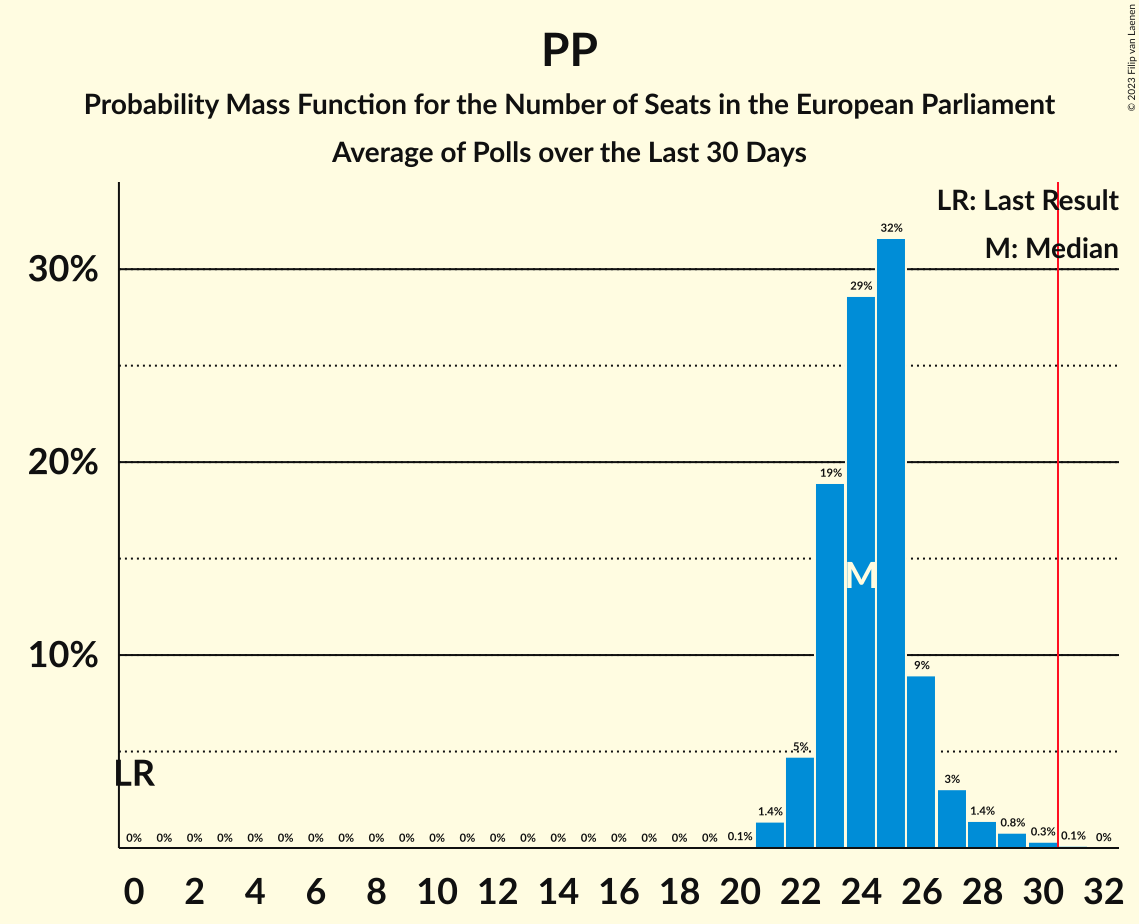 PP
Probability Mass Function for the Number of Seats in the European Parliament
Average of Polls over the Last 30 Days
© 2023 Filip van Laenen
LR: Last Result
M: Median
30%
20%
10%
LR
M
0% 0% 0% 0% 0% 0% 0% 0% 0% 0% 0% 0% 0% 0% 0% 0% 0% 0% 0% 0% 0.1% 1.4% 5% 19% 29% 32% 9% 3% 1.4% 0.8% 0.3% 0.1% 0%
0 2 4 6 8 10 12 14 16 18 20 22 24 26 28 30 32